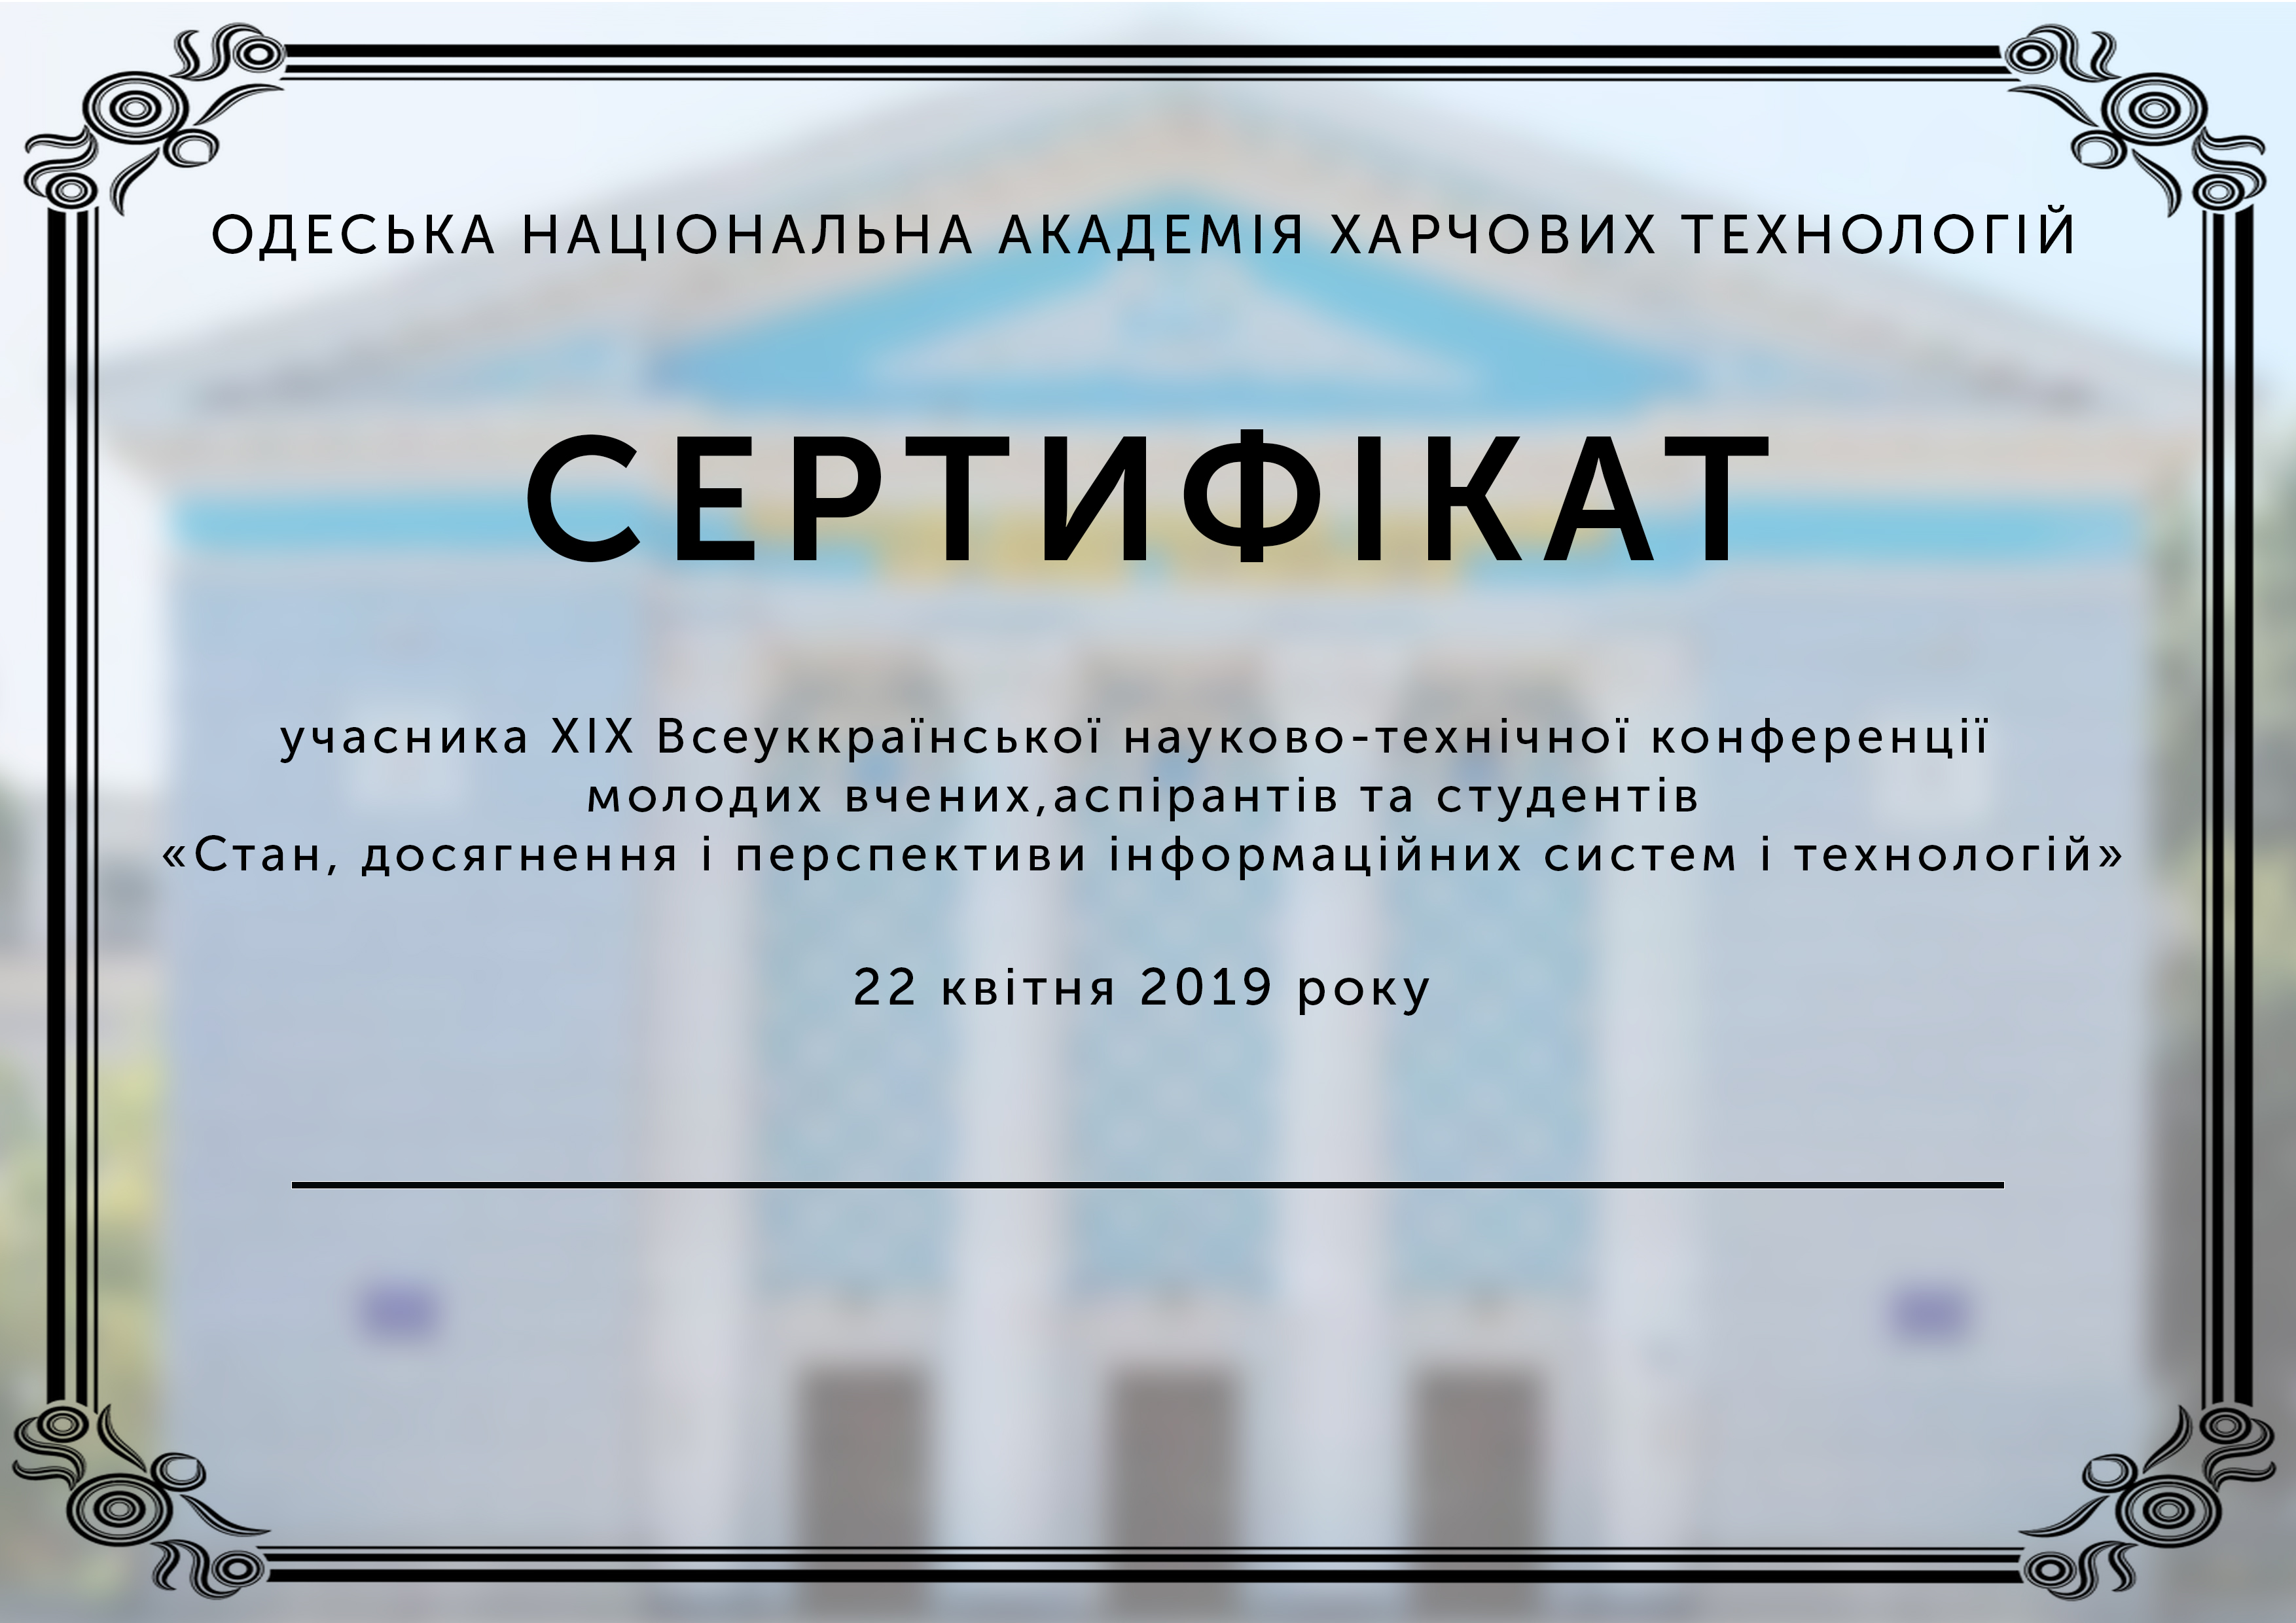 ОДЕСЬКА НАЦІОНАЛЬНА АКАДЕМІЯ ХАРЧОВИХ ТЕХНОЛОГІЙ
СЕРТИФІКАТ
учасника XIX Всеуккраїнської науково-технічної конференції
молодих вчених,аспірантів та студентів
«Стан, досягнення і перспективи інформаційних систем і технологій»
22 квітня 2019 року